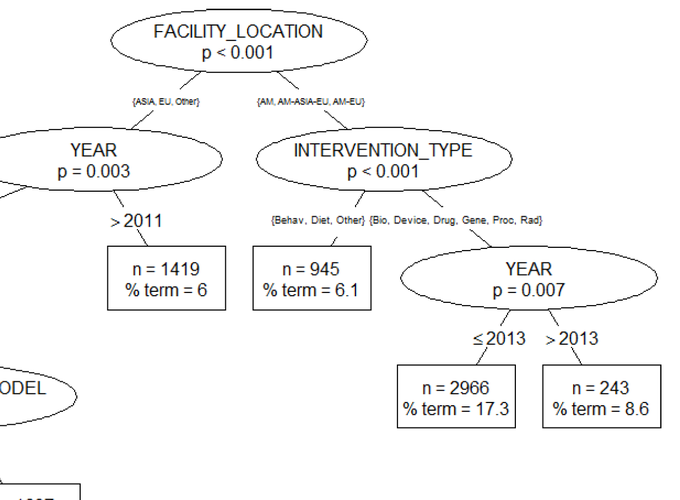 FACILITY_LOCATION
p < 0.001
{ASIA, EU, Other}
{AM, AM-ASIA-EU, AM-EU}
YEAR
p = 0.003
INTERVENTION_TYPE
p < 0.001
> 2011
{Behav, Diet, Other}
{Bio, Device, Drug, Gene, Proc, Rad}
n = 1419
% term = 6
n = 945
% term = 6.1
YEAR
p = 0.007
≤ 2013
> 2013
ODEL
n = 2966
% term = 17.3
n = 243
% term = 8.6